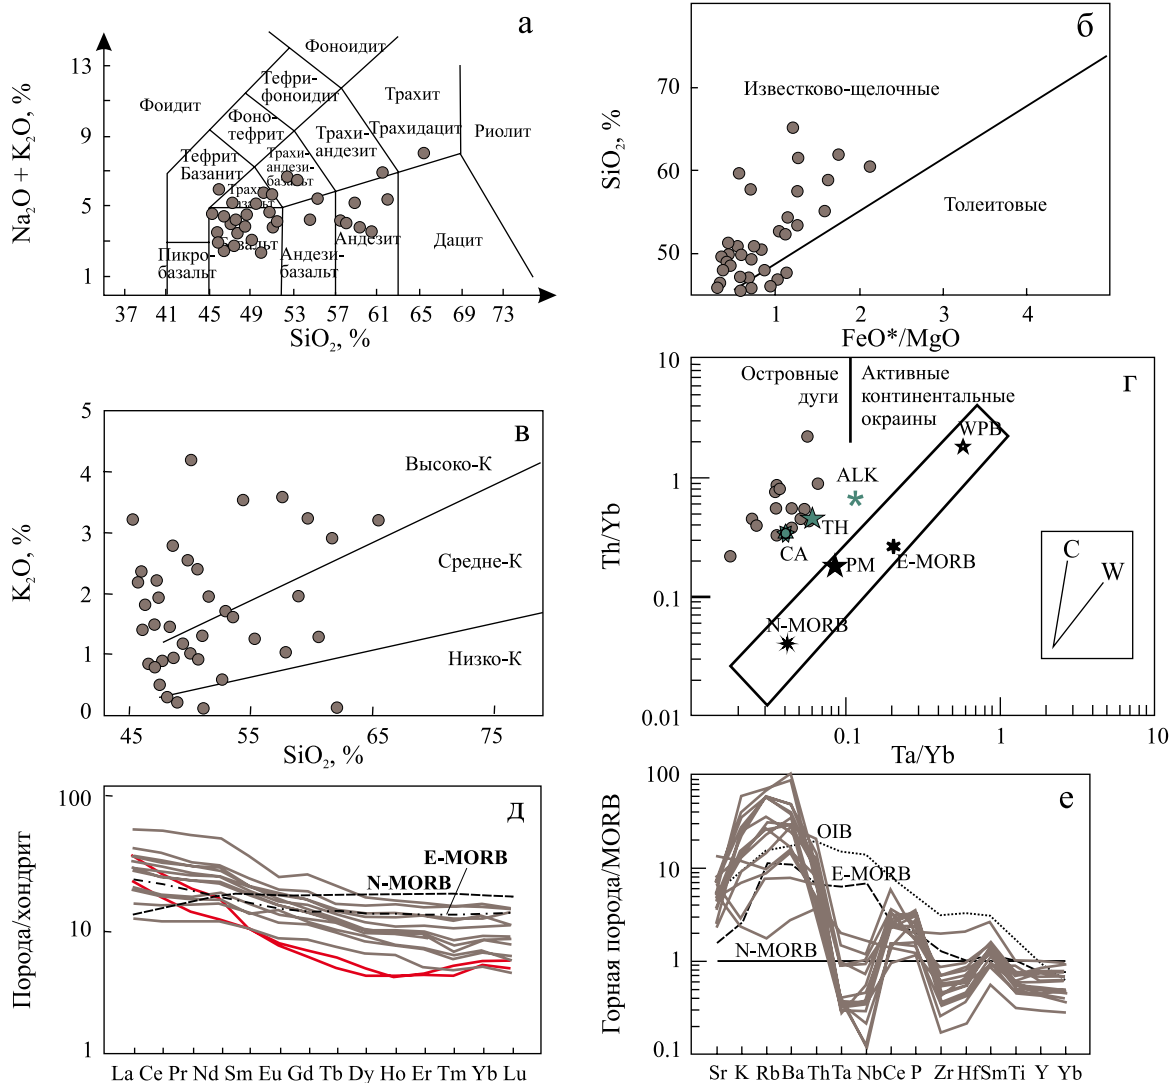 а
Na₂O + K₂O, %
13
9
5
1
Фоноидит
Тефри-
фоноидит
Фоидит
Трахит
Фоно-
тефрит
Трахи-
андезит
Трахидацит
Риолит
Тефрит
Базанит
Трахи-
андези-
базальт
Трахи-
базальт
Базальт
Андезит
Дацит
Пикро-
базальт
Андези-
базальт
37 41 45 49 53 57 61 65 69 73
SiO₂, %
б
SiO₂, %
70
60
50
Известково-щелочные
Толеитовые
1 2 3 4
FeO*/MgO
в
K₂O, %
5
4
3
2
1
0
Высоко-К
Средне-К
Низко-К
45 55 65 75
SiO₂, %
г
Th/Yb
10
1
0.1
0.01
Островные
дуги
Активные
континентальные
окраины
WPB
ALK
TH
CA
PM
E-MORB
N-MORB
C
W
0.1 1 10
Ta/Yb
д
Порода/хондрит
100
10
1
E-MORB
N-MORB
La Ce Pr Nd Sm Eu Gd Tb Dy Ho Er Tm Yb Lu
е
Горная порода/MORB
100
10
1
0.1
OIB
E-MORB
N-MORB
Sr K Rb Ba Th Ta Nb Ce P Zr Hf Sm Ti Y Yb